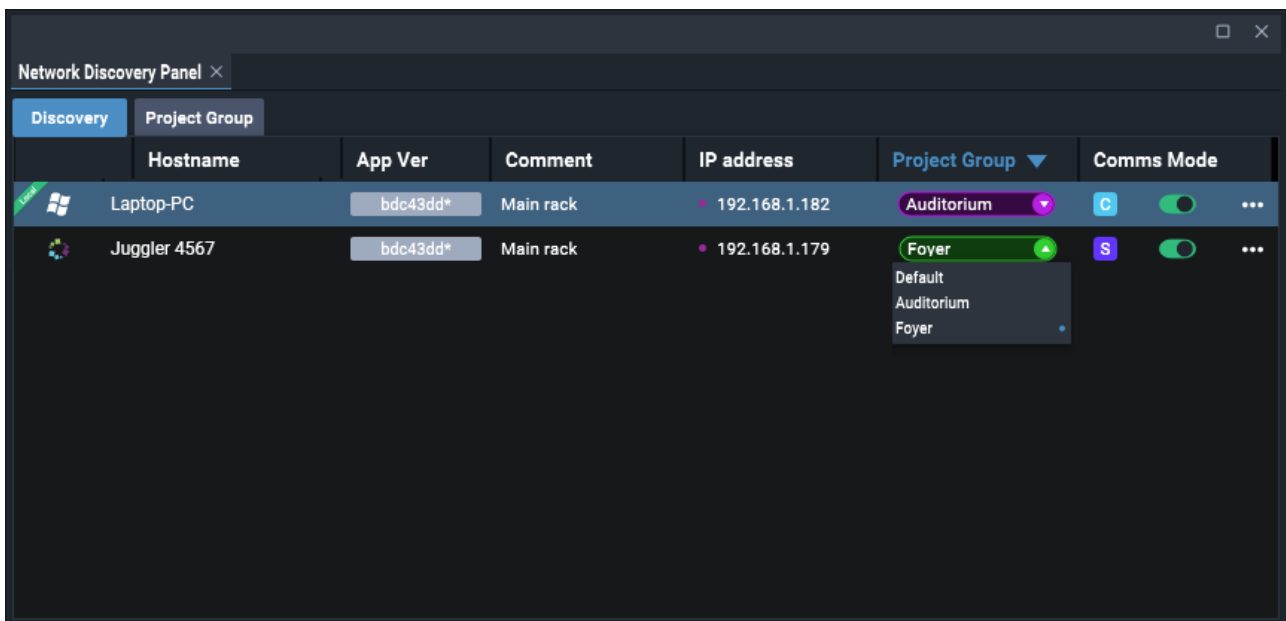 Network Discovery Panel
Discovery Project Group
Hostname App Ver Comment IP address Project Group Comms Mode
Local Laptop-PC bdc43dd* Main rack 192.168.1.182 Auditorium C
Juggler 4567 bdc43dd* Main rack 192.168.1.179 Foyer S
Default
Auditorium
Foyer